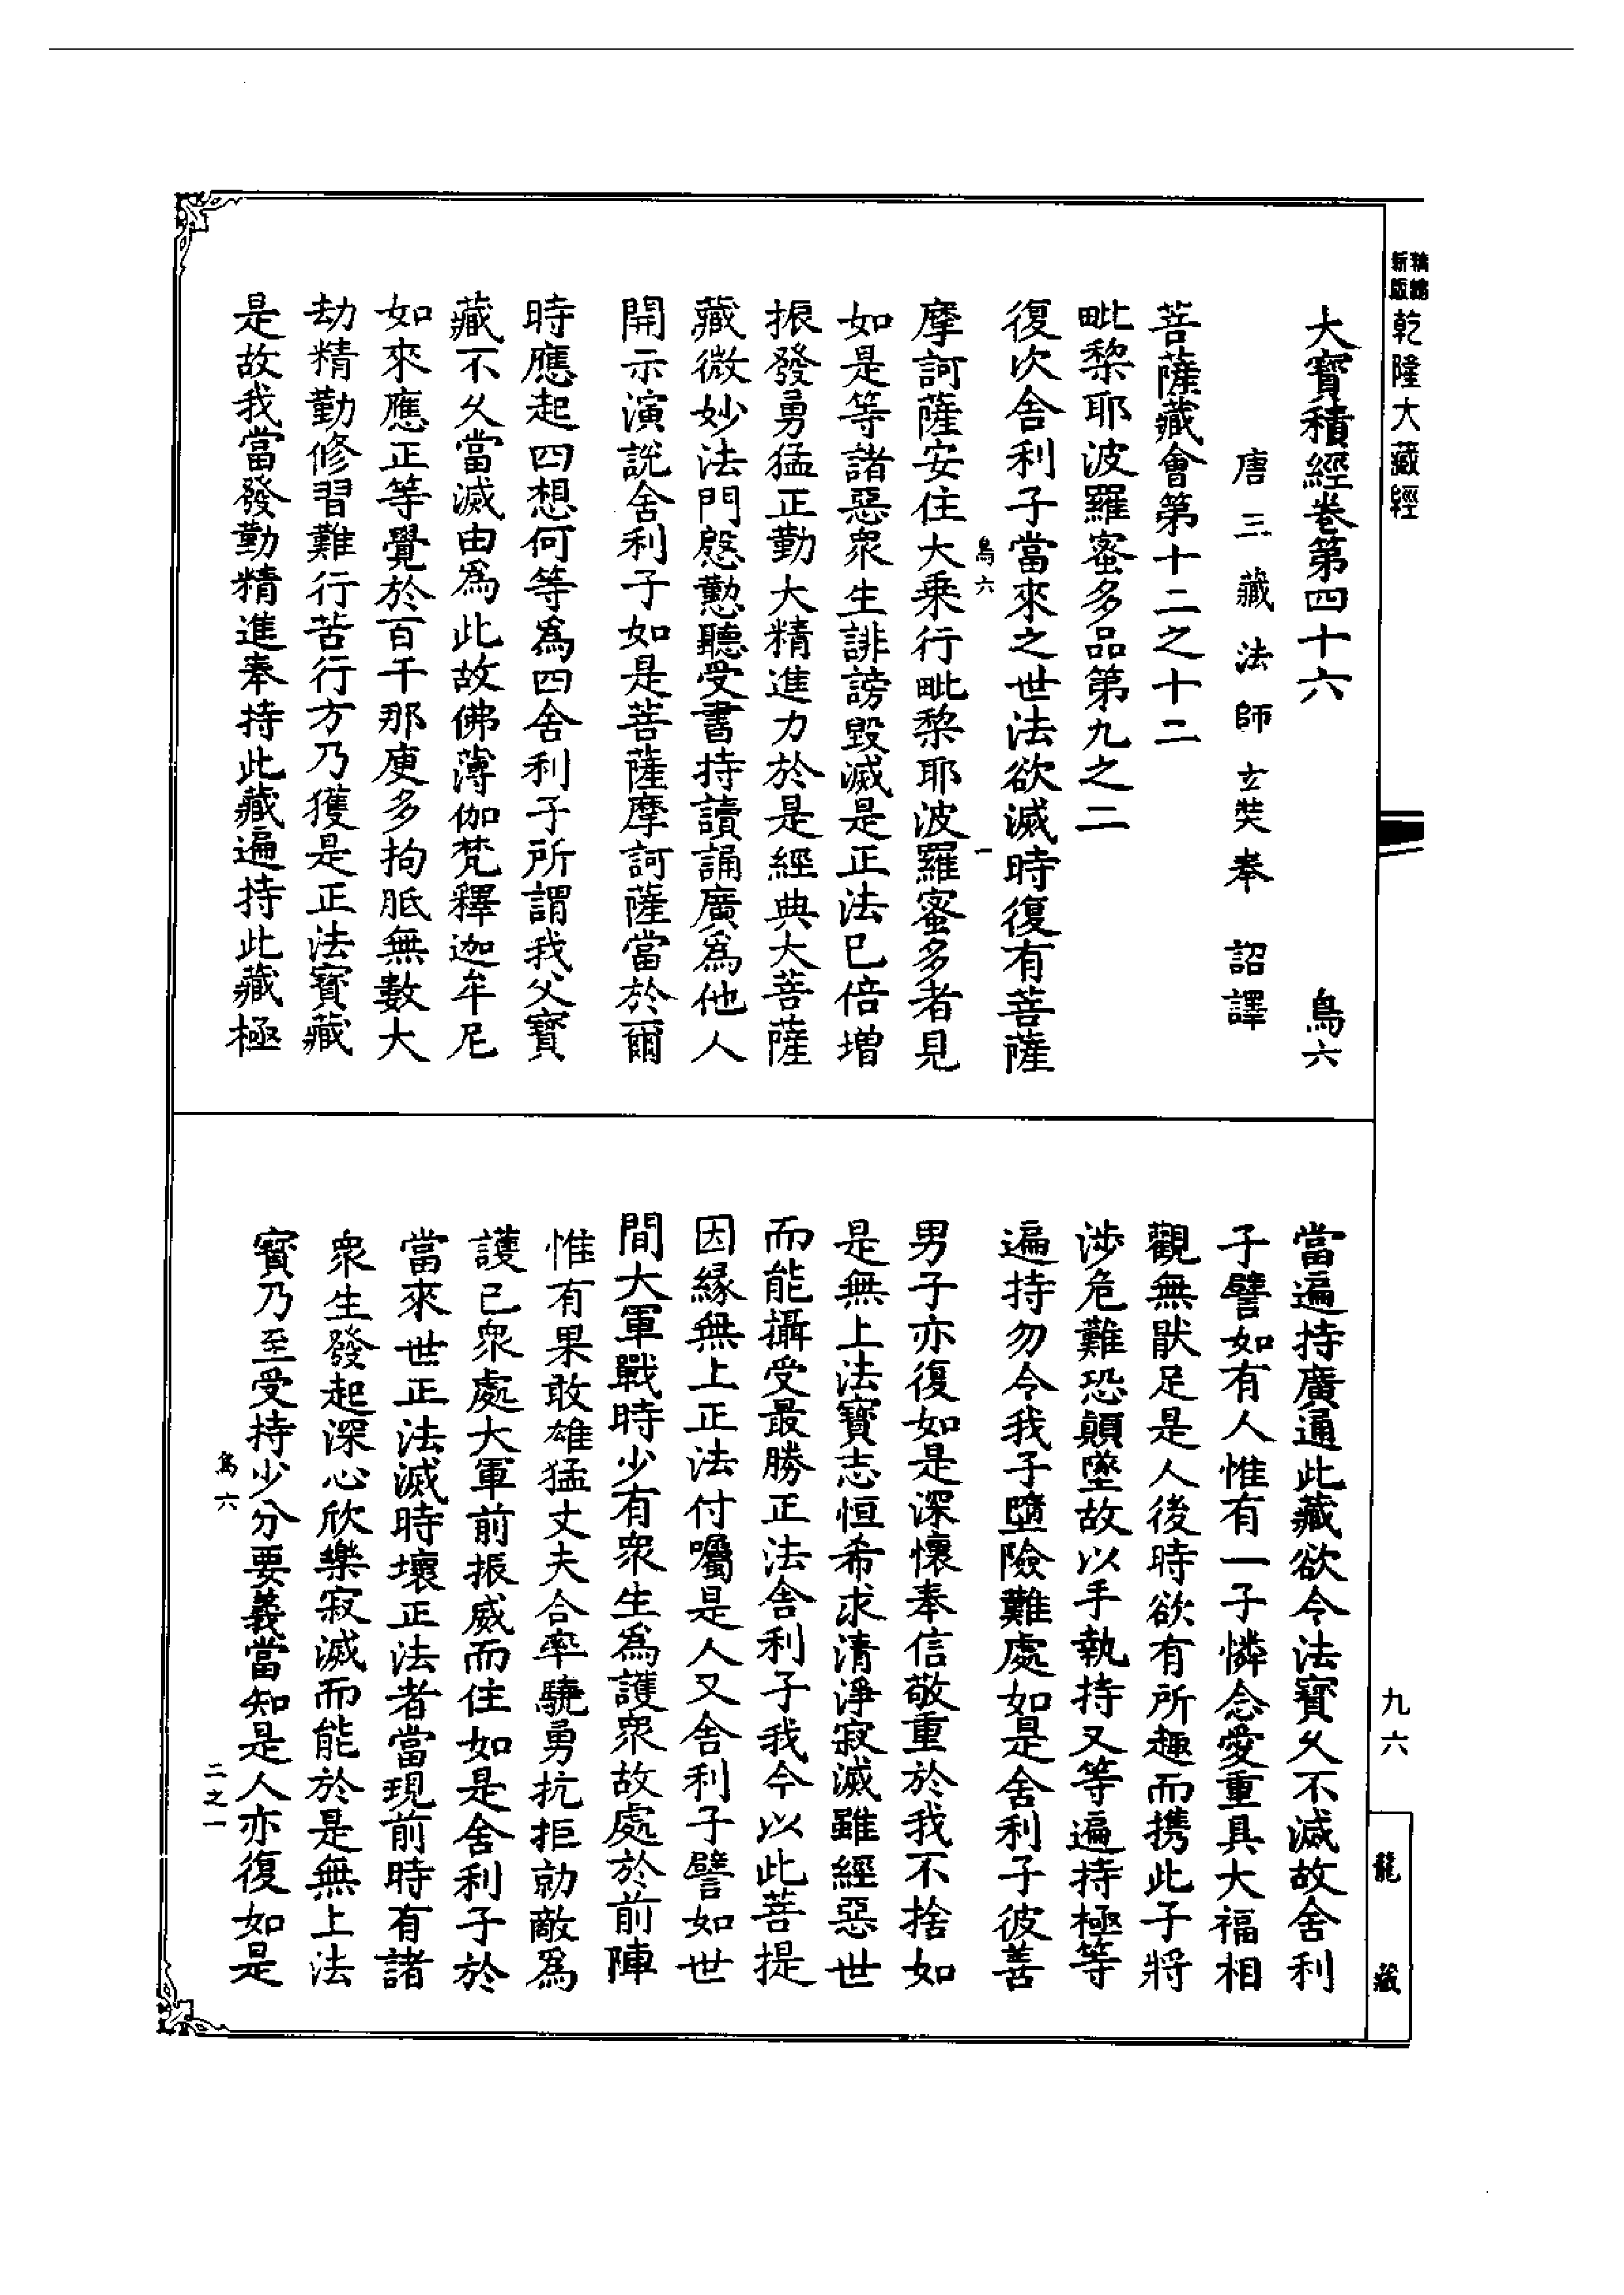 新版
乾隆大藏經
大寶積經卷第四十六　鳥六
唐三藏法師玄奘奉　詔譯
菩薩藏會第十二之十二
毗黎耶波羅蜜多品第九之二
復次舍利子當來之世法欲滅時復有菩薩
鳥六　一
摩訶薩安住大乘行毗黎耶波羅蜜多者見
如是等諸惡衆生誹謗毀滅是正法已倍增
振發勇猛正勤大精進力於是經典大菩薩
藏微妙法門慇懃聽受書持讀誦廣爲他人
開示演說舍利子如是菩薩摩訶薩當於爾
時應起四想何等為四舍利子所謂我父寶
藏不久當滅由爲此故佛薄伽梵釋迦牟尼
如來應正等覺於百千那庾多拘胝無數大
劫精勤修習難行苦行方乃獲是正法寶藏
是故我當發勤精進奉持此藏遍持此藏極
當遍持廣通此藏欲令法寶久不滅故舍利
子譬如有人惟有一子憐念愛重具大福相
觀無猒足是人後時欲有所趣而携此子將
涉危難恐顛墜故以手執持又等遍持極等
遍持勿令我子墮險難處如是舍利子彼善
男子亦復如是深懷奉信敬重於我不捨如
是無上法寶志恒希求清淨寂滅雖經惡世
而能攝受最勝正法舍利子我今以此菩提
因緣無上正法付囑是人又舍利子譬如世
間大軍戰時少有衆生爲護衆故處於前陣
惟有果敢雄猛丈夫合率驍勇抗拒勍敵爲
護己衆處大軍前振威而住如是舍利子於
當來世正法滅時壞正法者當現前時有諸
衆生發起深心欣樂寂滅而能於是無上法
寶乃至受持少分要義當知是人亦復如是
鳥六　二之一
九六
龍藏